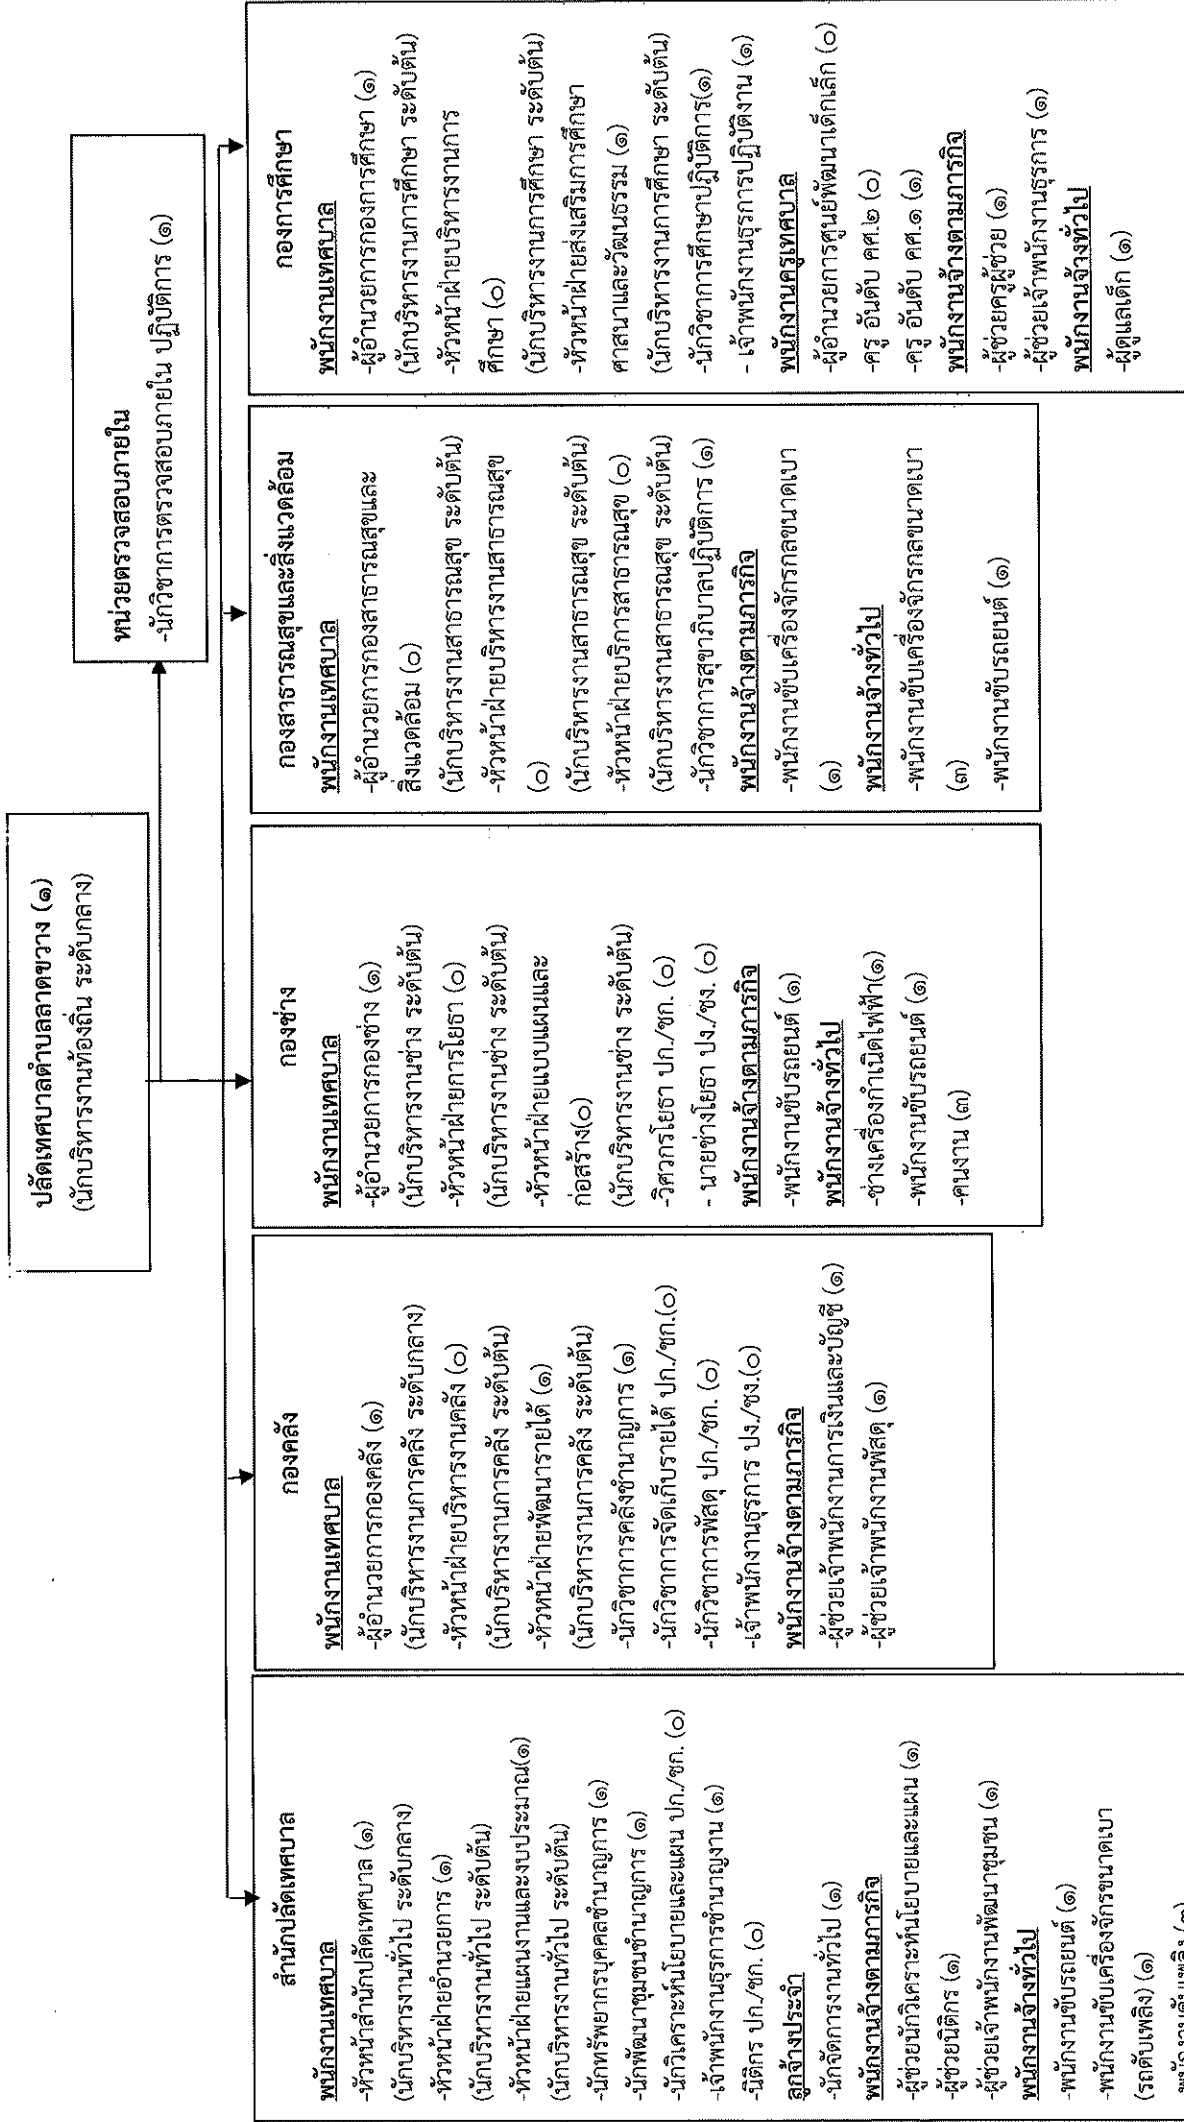 ปลัดเทศบาลตำบลลาดขวาง (๑)
(นักบริหารงานท้องถิ่น ระดับกลาง)
หน่วยตรวจสอบภายใน
-นักวิชาการตรวจสอบภายใน ปฏิบัติการ (๑)
สำนักปลัดเทศบาล
พนักงานเทศบาล
-หัวหน้าสำนักปลัดเทศบาล (๑)
(นักบริหารงานทั่วไป ระดับกลาง)
-หัวหน้าฝ่ายอำนวยการ (๑)
(นักบริหารงานทั่วไป ระดับต้น)
-หัวหน้าฝ่ายแผนงานและงบประมาณ(๑)
(นักบริหารงานทั่วไป ระดับต้น)
-นักทรัพยากรบุคคลชำนาญการ (๑)
-นักพัฒนาชุมชนชำนาญการ (๑)
-นักวิเคราะห์นโยบายและแผน ปก./ชก. (๐)
-เจ้าพนักงานธุรการชำนาญงาน (๑)
-นิติกร ปก./ชก. (๐)
ลูกจ้างประจำ
-นักจัดการงานทั่วไป (๑)
พนักงานจ้างตามภารกิจ
-ผู้ช่วยนักวิเคราะห์นโยบายและแผน (๑)
-ผู้ช่วยนิติกร (๑)
-ผู้ช่วยเจ้าพนักงานพัฒนาชุมชน (๑)
พนักงานจ้างทั่วไป
-พนักงานขับรถยนต์ (๑)
-พนักงานขับเครื่องจักรขนาดเบา
(รถดับเพลิง) (๑)
-พนักงานดับเพลิง
กองคลัง
พนักงานเทศบาล
-ผู้อำนวยการกองคลัง (๑)
(นักบริหารงานการคลัง ระดับกลาง)
-หัวหน้าฝ่ายบริหารงานคลัง (๐)
(นักบริหารงานการคลัง ระดับต้น)
-หัวหน้าฝ่ายพัฒนารายได้ (๑)
(นักบริหารงานการคลัง ระดับต้น)
-นักวิชาการคลังชำนาญการ (๑)
-นักวิชาการจัดเก็บรายได้ ปก./ชก.(๐)
-นักวิชาการพัสดุ ปก./ชก. (๐)
-เจ้าพนักงานธุรการ ปง./ชง.(๐)
พนักงานจ้างตามภารกิจ
-ผู้ช่วยเจ้าพนักงานการเงินและบัญชี (๑)
-ผู้ช่วยเจ้าพนักงานพัสดุ (๑)
กองช่าง
พนักงานเทศบาล
-ผู้อำนวยการกองช่าง (๑)
(นักบริหารงานช่าง ระดับต้น)
-หัวหน้าฝ่ายการโยธา (๐)
(นักบริหารงานช่าง ระดับต้น)
-หัวหน้าฝ่ายแบบแผนและ
ก่อสร้าง(๐)
(นักบริหารงานช่าง ระดับต้น)
-วิศวกรโยธา ปก./ชก. (๐)
- นายช่างโยธา ปง./ชง. (๐)
พนักงานจ้างตามภารกิจ
-พนักงานขับรถยนต์ (๑)
พนักงานจ้างทั่วไป
-ช่างเครื่องกำเนิดไฟฟ้า(๑)
-พนักงานขับรถยนต์ (๑)
-คนงาน (๓)
กองสาธารณสุขและสิ่งแวดล้อม
พนักงานเทศบาล
-ผู้อำนวยการกองสาธารณสุขและ
สิ่งแวดล้อม (๐)
(นักบริหารงานสาธารณสุข ระดับต้น)
-หัวหน้าฝ่ายบริหารงานสาธารณสุข
(๐)
(นักบริหารงานสาธารณสุข ระดับต้น)
-หัวหน้าฝ่ายบริการสาธารณสุข (๐)
(นักบริหารงานสาธารณสุข ระดับต้น)
-นักวิชาการสุขาภิบาลปฏิบัติการ (๑)
พนักงานจ้างตามภารกิจ
-พนักงานขับเครื่องจักรกลขนาดเบา
(๑)
พนักงานจ้างทั่วไป
-พนักงานขับเครื่องจักรกลขนาดเบา
(๓)
-พนักงานขับรถยนต์ (๑)
กองการศึกษา
พนักงานเทศบาล
-ผู้อำนวยการกองการศึกษา (๑)
(นักบริหารงานการศึกษา ระดับต้น)
-หัวหน้าฝ่ายบริหารงานการ
ศึกษา (๐)
(นักบริหารงานการศึกษา ระดับต้น)
-หัวหน้าฝ่ายส่งเสริมการศึกษา
ศาสนาและวัฒนธรรม (๑)
(นักบริหารงานการศึกษา ระดับต้น)
-นักวิชาการศึกษาปฏิบัติการ(๑)
- เจ้าพนักงานธุรการปฏิบัติงาน (๑)
พนักงานครูเทศบาล
-ผู้อำนวยการศูนย์พัฒนาเด็กเล็ก (๐)
-ครู อันดับ คศ.๒ (๐)
-ครู อันดับ คศ.๑ (๑)
พนักงานจ้างตามภารกิจ
-ผู้ช่วยครูผู้ช่วย (๑)
-ผู้ช่วยเจ้าพนักงานธุรการ (๑)
พนักงานจ้างทั่วไป
-ผู้ดูแลเด็ก (๑)